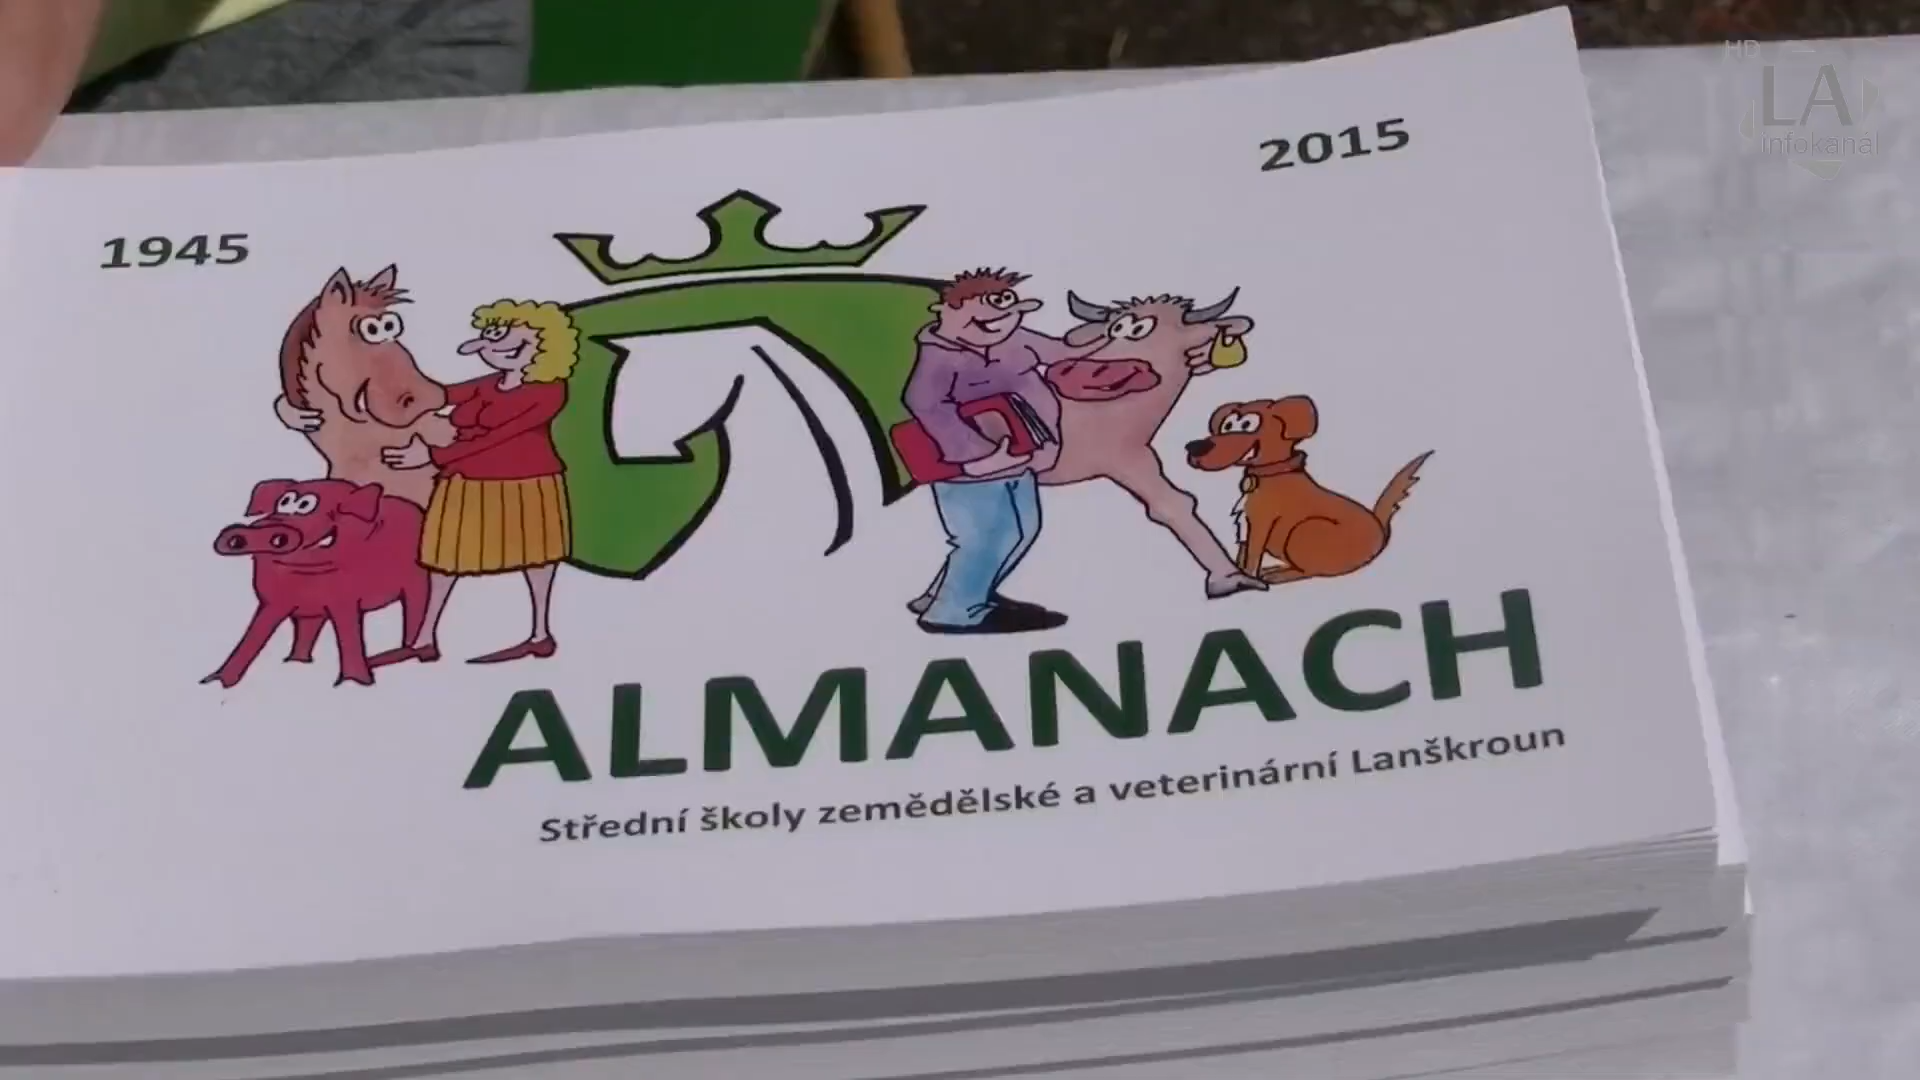 HD
LA
infokanál
1945
2015
ALMANACH
Střední školy zemědělské a veterinární Lanškroun